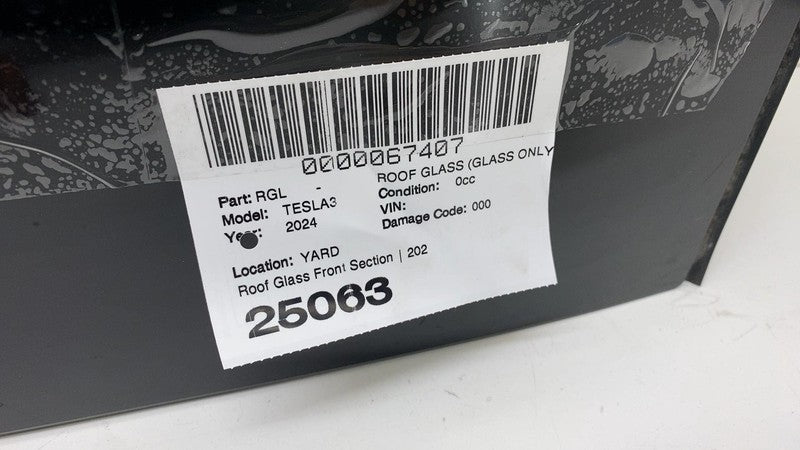 0000067407
Part: RGL - ROOF GLASS (GLASS ONLY
Model: TESLA3 Condition: 0cc
Year: 2024 VIN:
Damage Code: 000
Location: YARD
Roof Glass Front Section | 202
25063